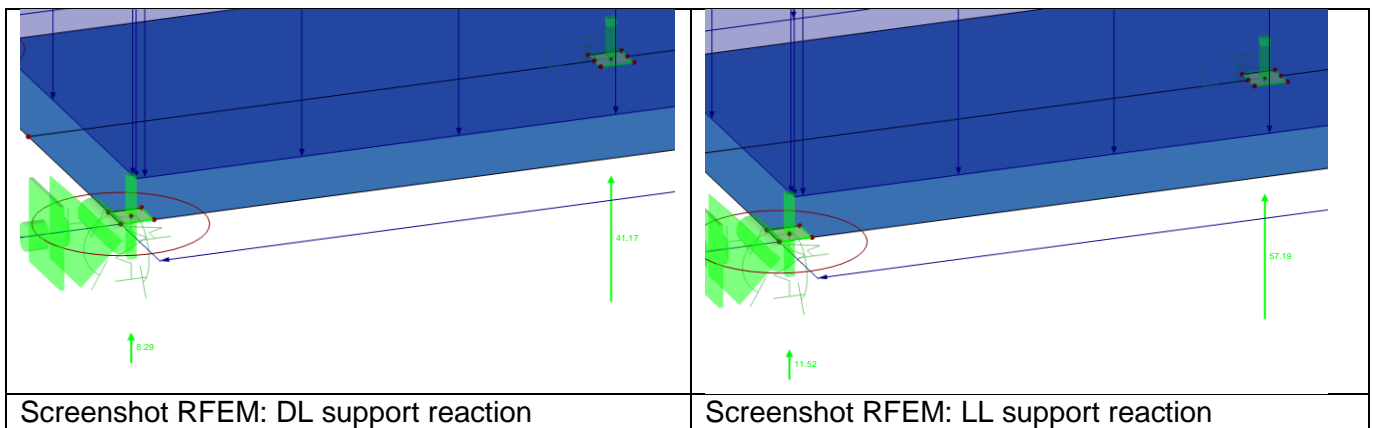 41.17
8.29
57.19
11.52
Screenshot RFEM: DL support reaction
Screenshot RFEM: LL support reaction